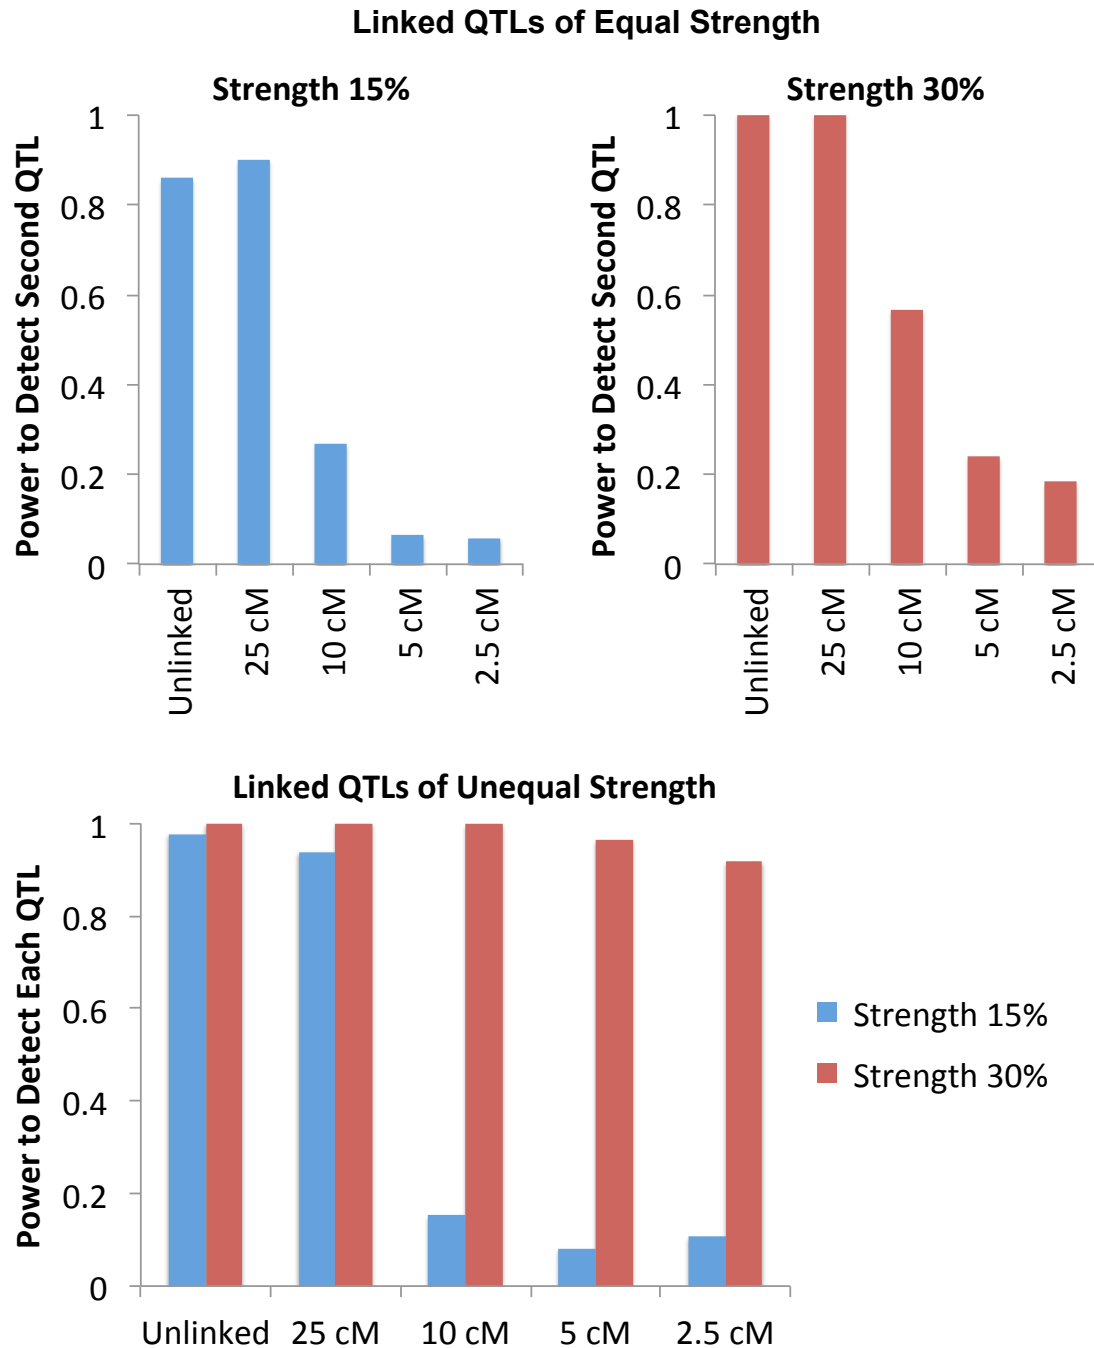 Linked QTLs of Equal Strength
Strength 15%
Power to Detect Second QTL
1
0.8
0.6
0.4
0.2
0
Unlinked
25 cM
10 cM
5 cM
2.5 cM
Strength 30%
Power to Detect Second QTL
1
0.8
0.6
0.4
0.2
0
Unlinked
25 cM
10 cM
5 cM
2.5 cM
Linked QTLs of Unequal Strength
Power to Detect Each QTL
1
0.8
0.6
0.4
0.2
0
Unlinked 25 cM 10 cM 5 cM 2.5 cM
Strength 15%
Strength 30%